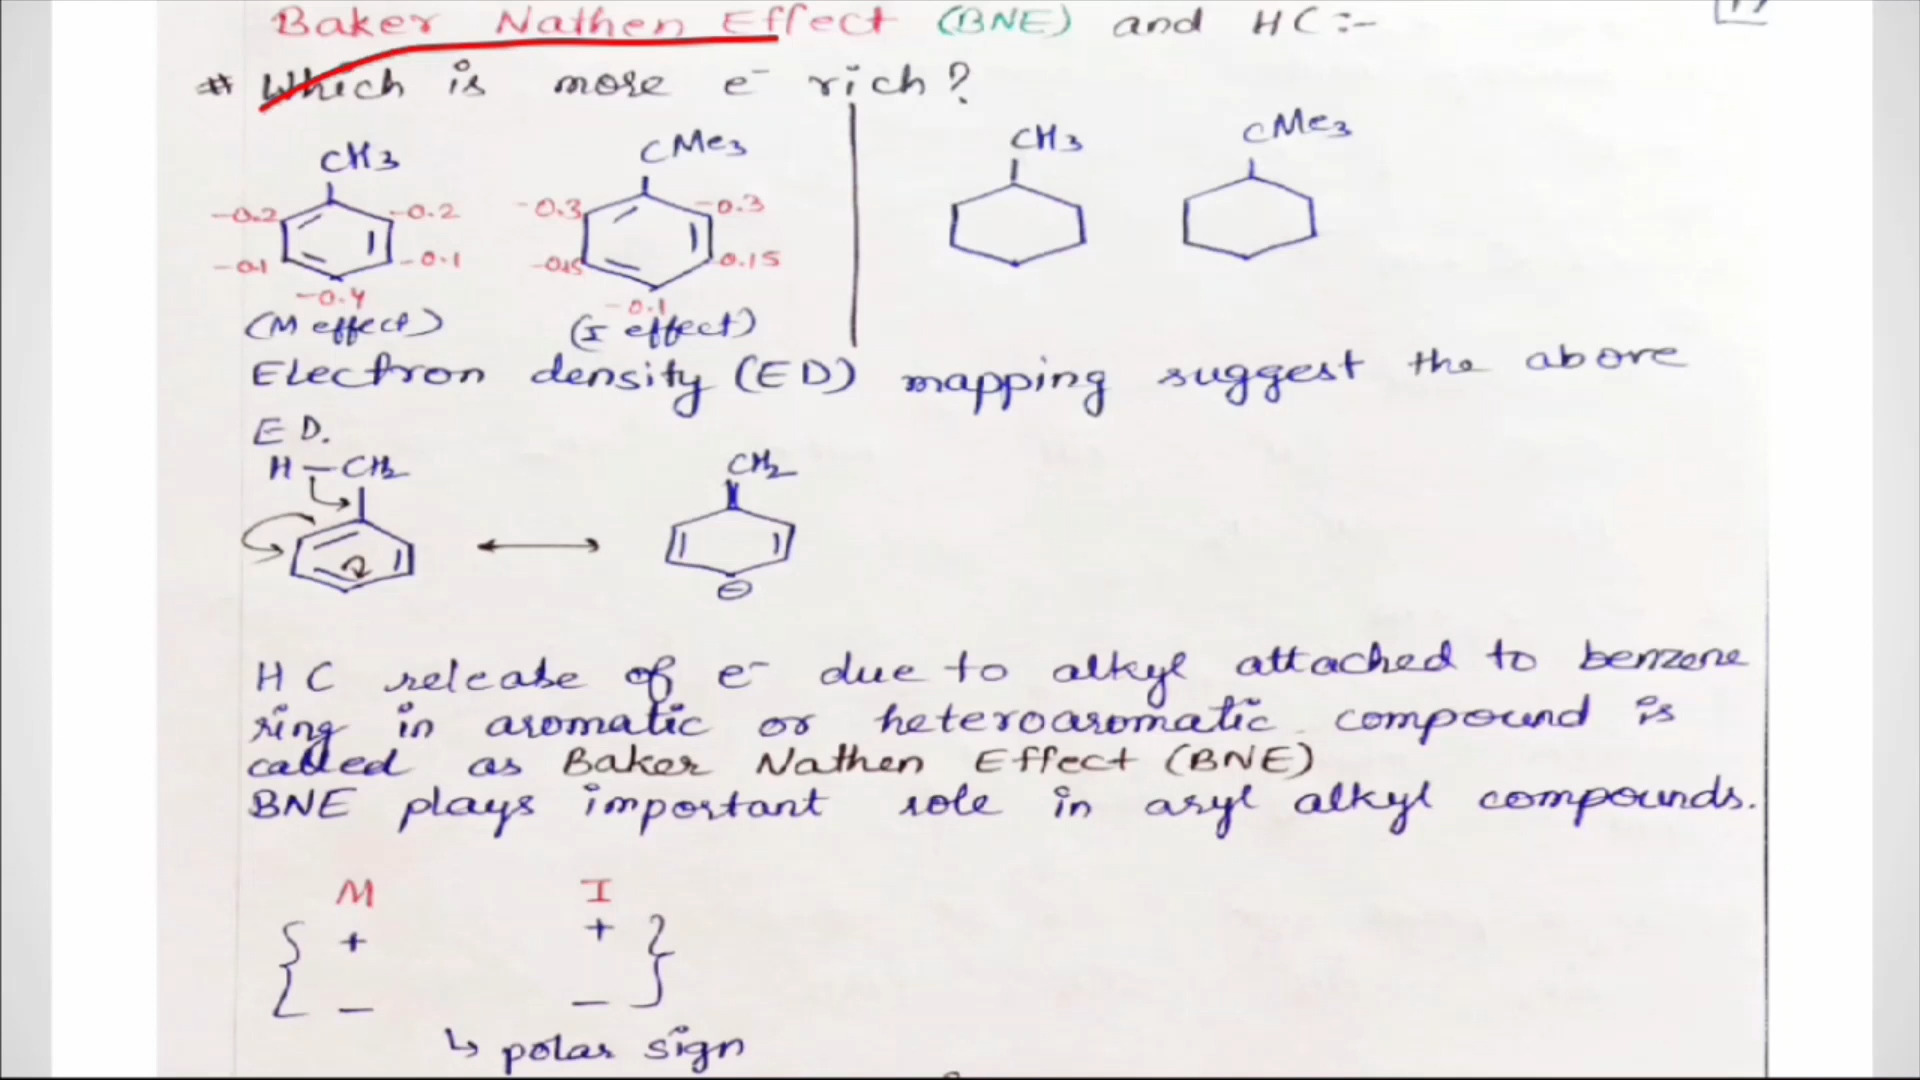 Baker Nathen Effect (BNE) and HC :-
# Which is more e⁻ rich?
CH3 CMe3 CH3 CMe3
-0.2 -0.2 -0.3 -0.3
-0.1 -0.1 -0.15 -0.15
-0.4 -0.1
(M effect) (I effect)
Electron density (ED) mapping suggest the above
ED.
H-CH2 CH2
⊖
HC release of e⁻ due to alkyl attached to benzene
ring in aromatic or heteroaromatic compound is
called as Baker Nathen Effect (BNE)
BNE plays important role in aryl alkyl compounds.
M I
{ + + }
- -
↳ polar sign